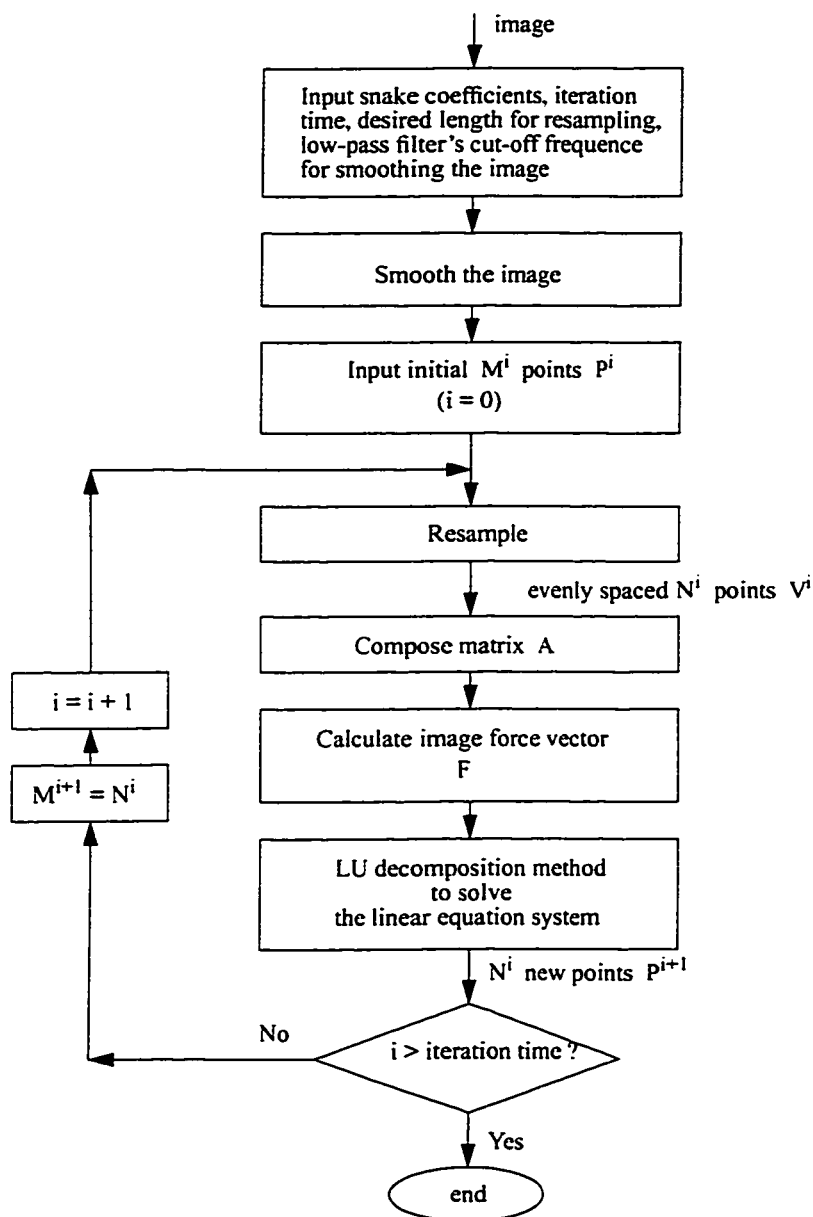 image
Input snake coefficients, iteration
time, desired length for resampling,
low-pass filter's cut-off frequence
for smoothing the image
Smooth the image
Input initial M^i points P^i
(i = 0)
Resample
evenly spaced N^i points V^i
Compose matrix A
i = i + 1
Calculate image force vector
F
M^{i+1} = N^i
LU decomposition method
to solve
the linear equation system
N^i new points P^{i+1}
No
i > iteration time ?
Yes
end